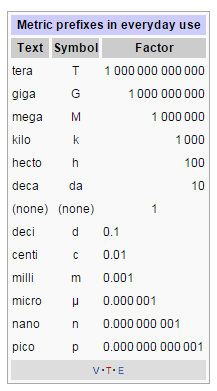 Metric prefixes in everyday use
Text Symbol Factor
tera T 1 000 000 000 000
giga G 1 000 000 000
mega M 1 000 000
kilo k 1 000
hecto h 100
deca da 10
(none) (none) 1
deci d 0.1
centi c 0.01
milli m 0.001
micro μ 0.000 001
nano n 0.000 000 001
pico p 0.000 000 000 001
V · T · E